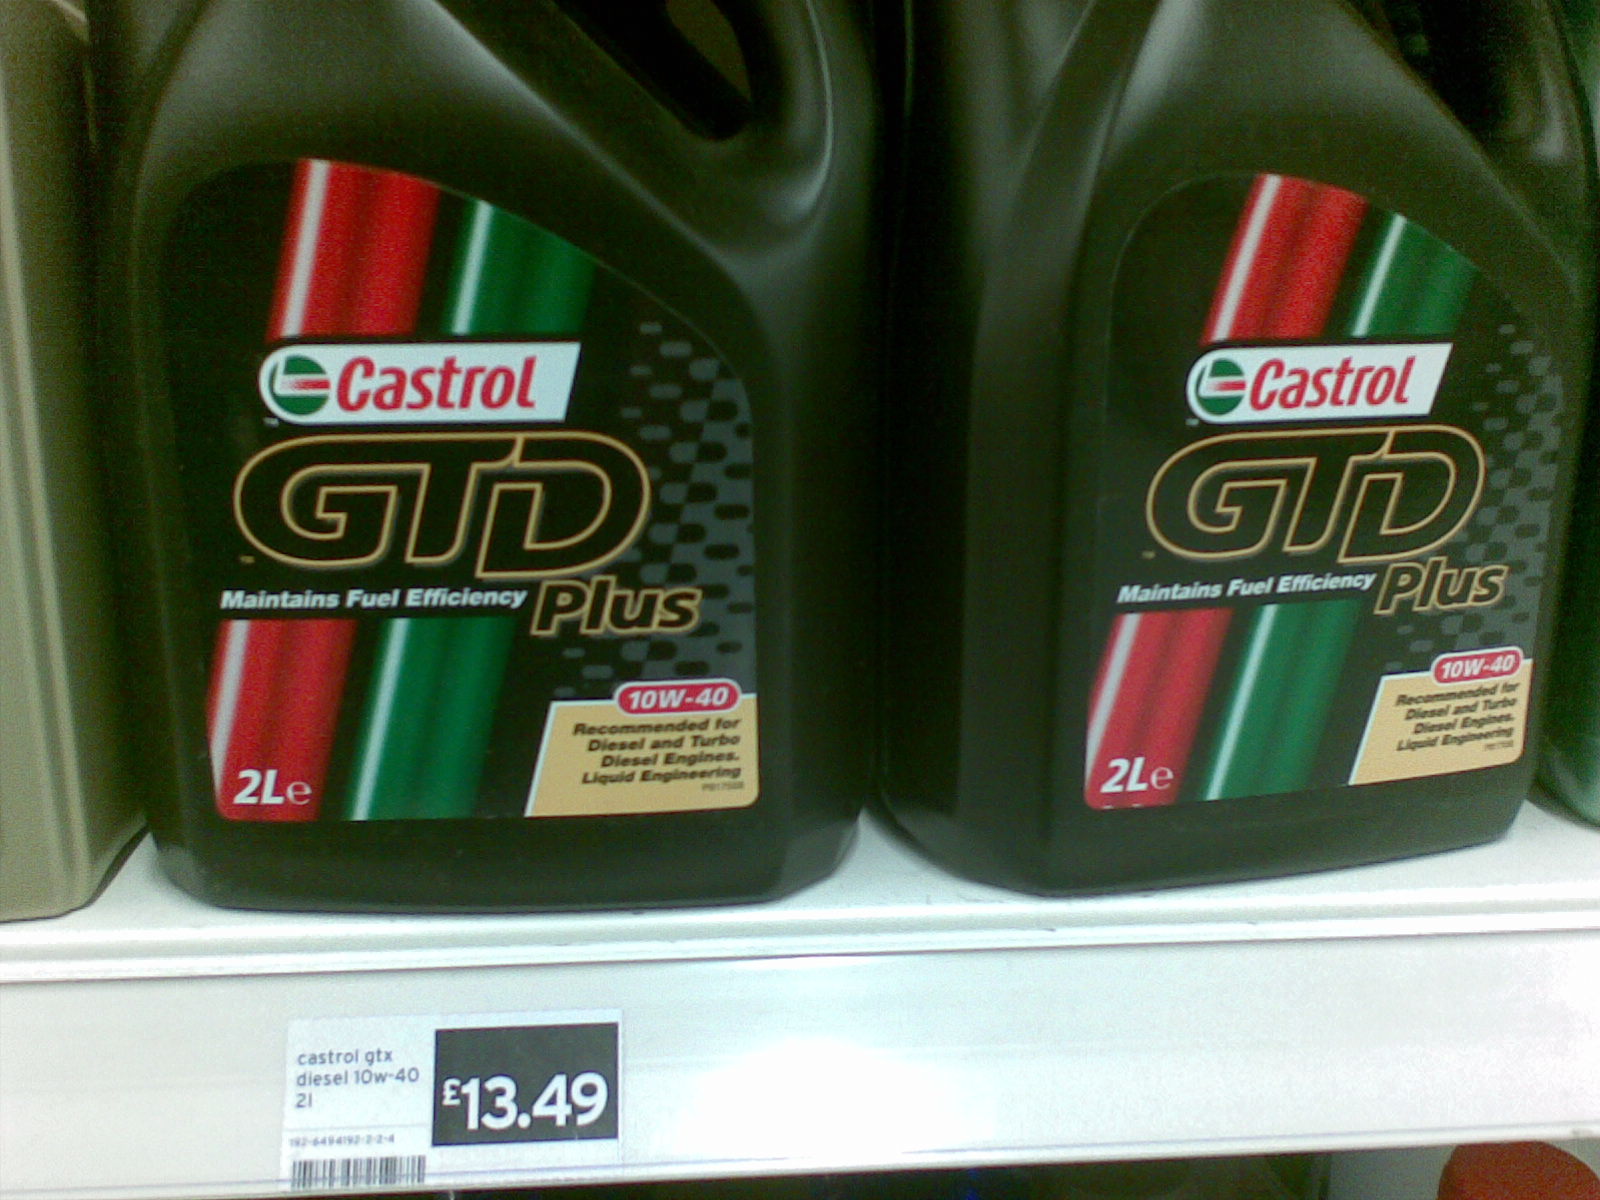 Castrol
GTD
Maintains Fuel Efficiency Plus
10W-40
Recommended for
Diesel and Turbo
Diesel Engines.
Liquid Engineering
2Le
Castrol
GTD
Maintains Fuel Efficiency Plus
10W-40
Recommended for
Diesel and Turbo
Diesel Engines.
Liquid Engineering
2Le
castrol gtx
diesel 10w-40
2l
£13.49